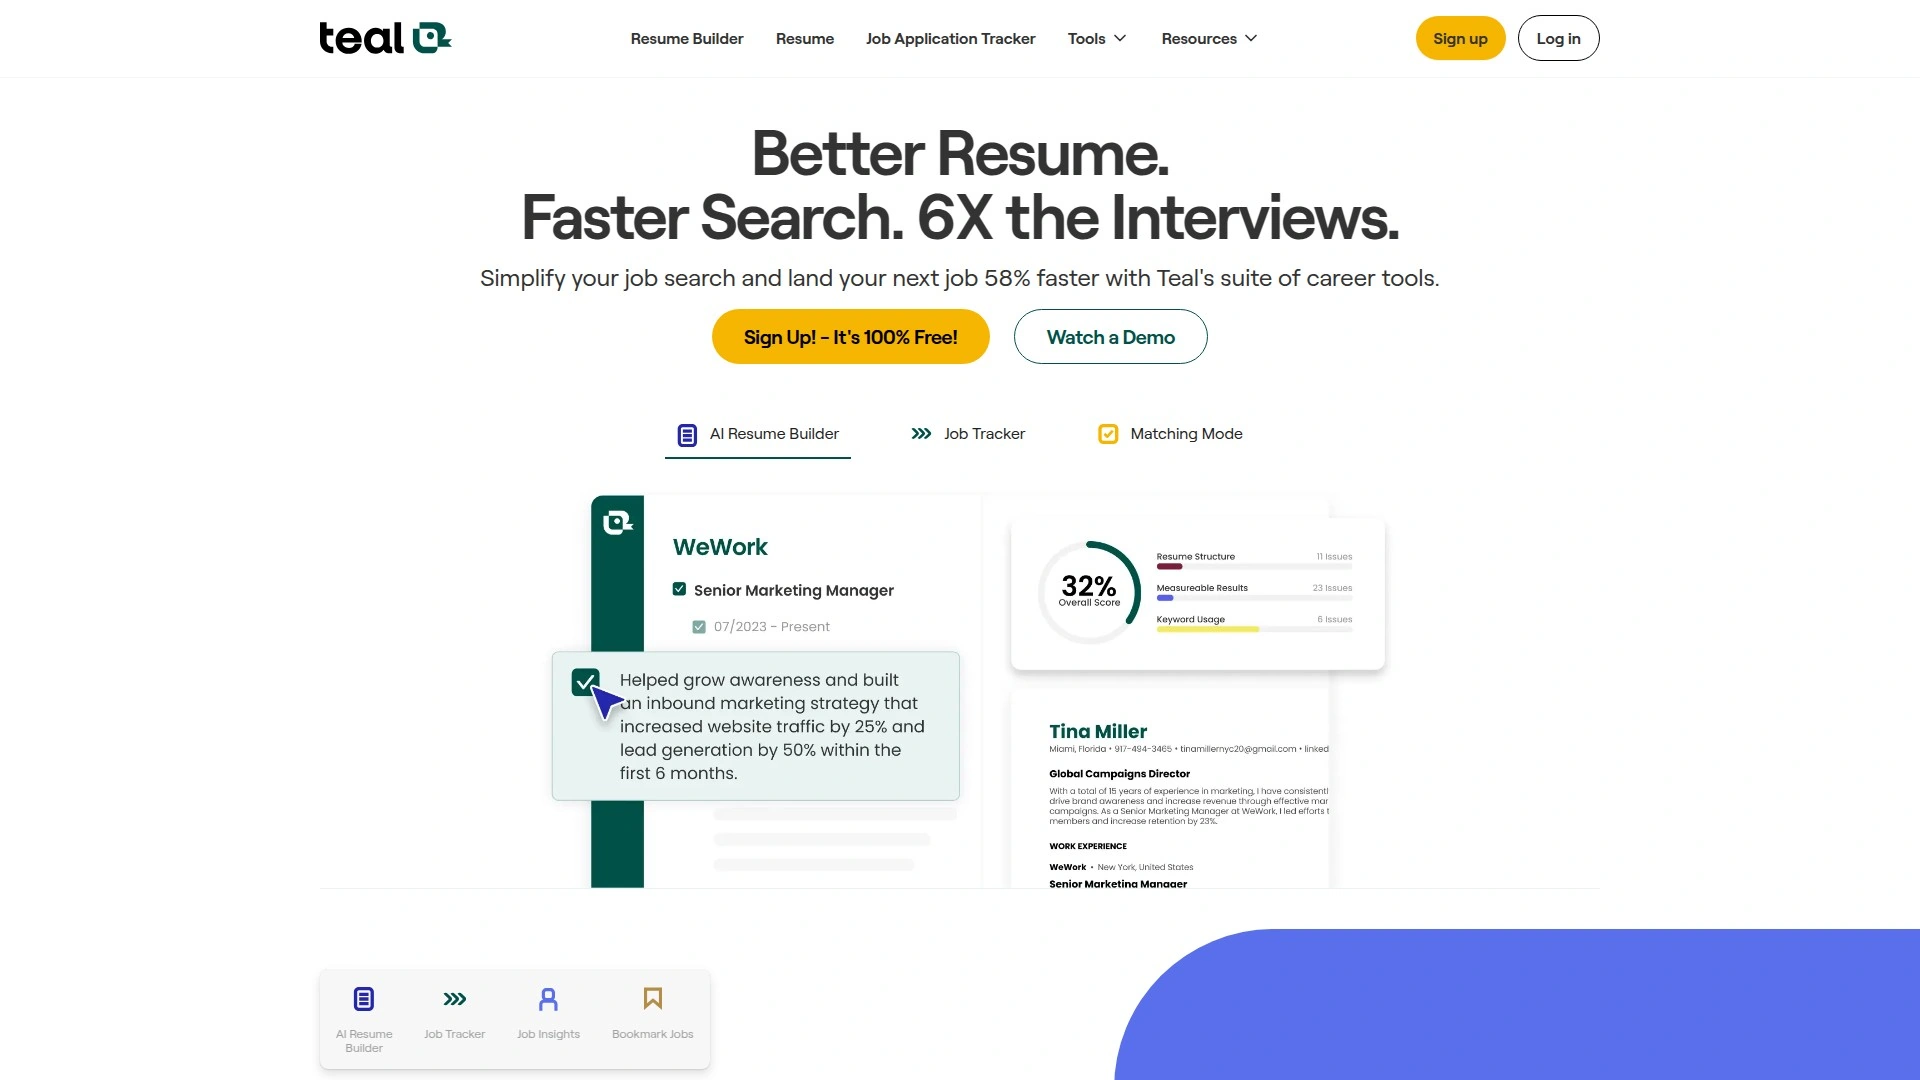 teal
Resume Builder
Resume
Job Application Tracker
Tools
Resources
Sign up
Log in
Better Resume.
Faster Search. 6X the Interviews.
Simplify your job search and land your next job 58% faster with Teal's suite of career tools.
Sign Up! - It's 100% Free!
Watch a Demo
AI Resume Builder
Job Tracker
Matching Mode
WeWork
Senior Marketing Manager
07/2023 - Present
Helped grow awareness and built
an inbound marketing strategy that
increased website traffic by 25% and
lead generation by 50% within the
first 6 months.
32%
Overall Score
Resume Structure
11 Issues
Measureable Results
23 Issues
Keyword Usage
6 Issues
Tina Miller
Miami, Florida • 917-494-3465 • tinamillernyc20@gmail.com • linked
Global Campaigns Director
With a total of 15 years of experience in marketing, I have consistentl
drive brand awareness and increase revenue through effective mar
campaigns. As a Senior Marketing Manager at WeWork, I led efforts t
members and increase retention by 23%.
WORK EXPERIENCE
WeWork • New York, United States
Senior Marketing Manager
AI Resume
Builder
Job Tracker
Job Insights
Bookmark Jobs